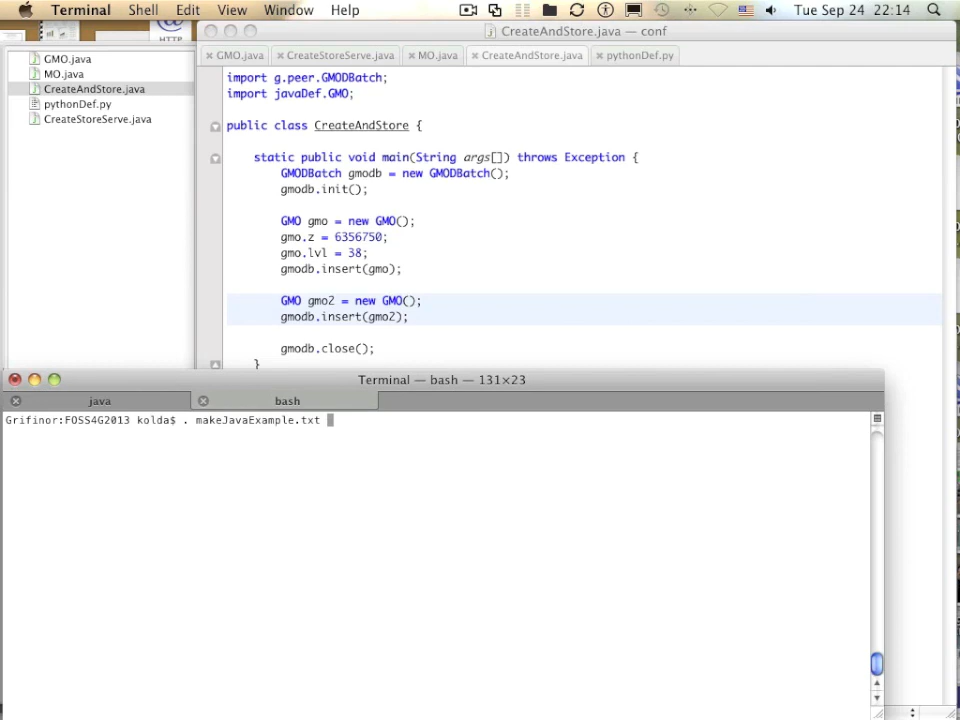 Terminal Shell Edit View Window Help Tue Sep 24 22:14
HTTP
CreateAndStore.java — conf
GMO.java CreateStoreServe.java MO.java CreateAndStore.java pythonDef.py
GMO.java
MO.java
CreateAndStore.java
pythonDef.py
CreateStoreServe.java
import g.peer.GMODBatch;
import javaDef.GMO;
public class CreateAndStore {
static public void main(String args[]) throws Exception {
GMODBatch gmodb = new GMODBatch();
gmodb.init();
GMO gmo = new GMO();
gmo.z = 6356750;
gmo.lvl = 38;
gmodb.insert(gmo);
GMO gmo2 = new GMO();
gmodb.insert(gmo2);
gmodb.close();
}
Terminal — bash — 131×23
java bash
Grifinor:FOSS4G2013 kolda$ . makeJavaExample.txt